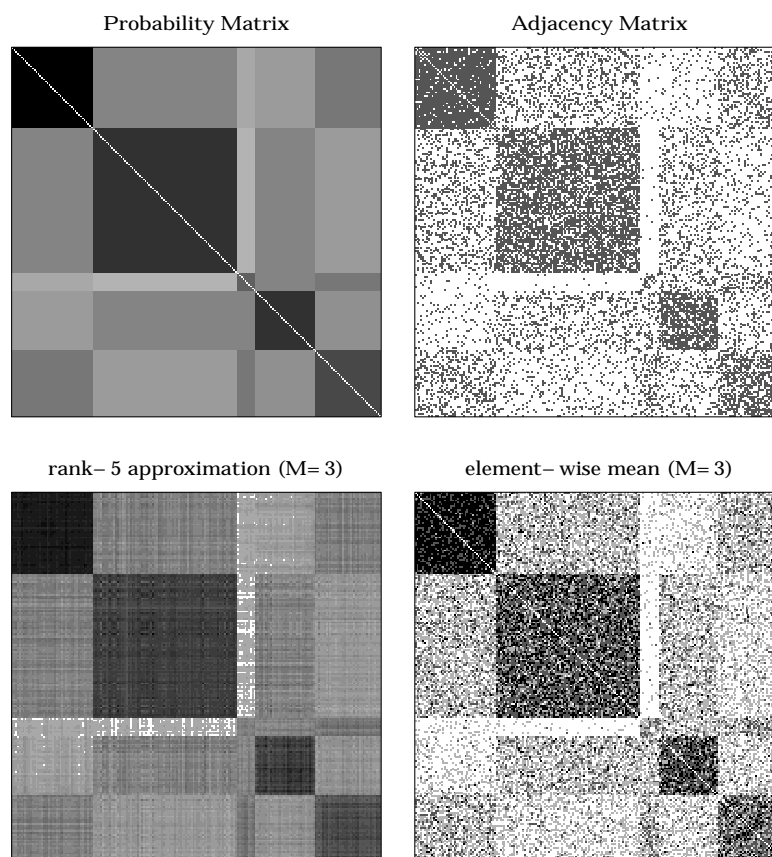 Probability Matrix
Adjacency Matrix
rank− 5 approximation (M= 3)
element− wise mean (M= 3)